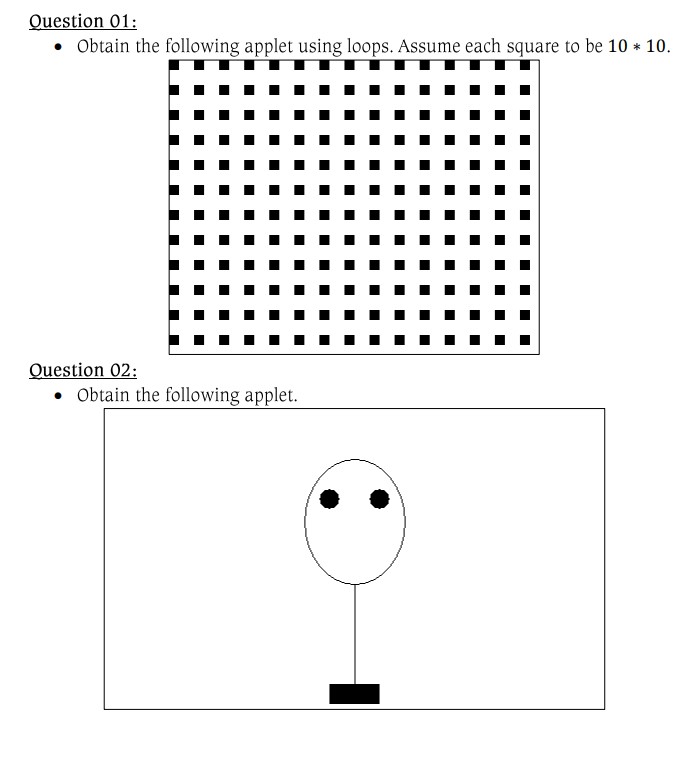 Question 01:
• Obtain the following applet using loops. Assume each square to be 10 * 10.
Question 02:
• Obtain the following applet.